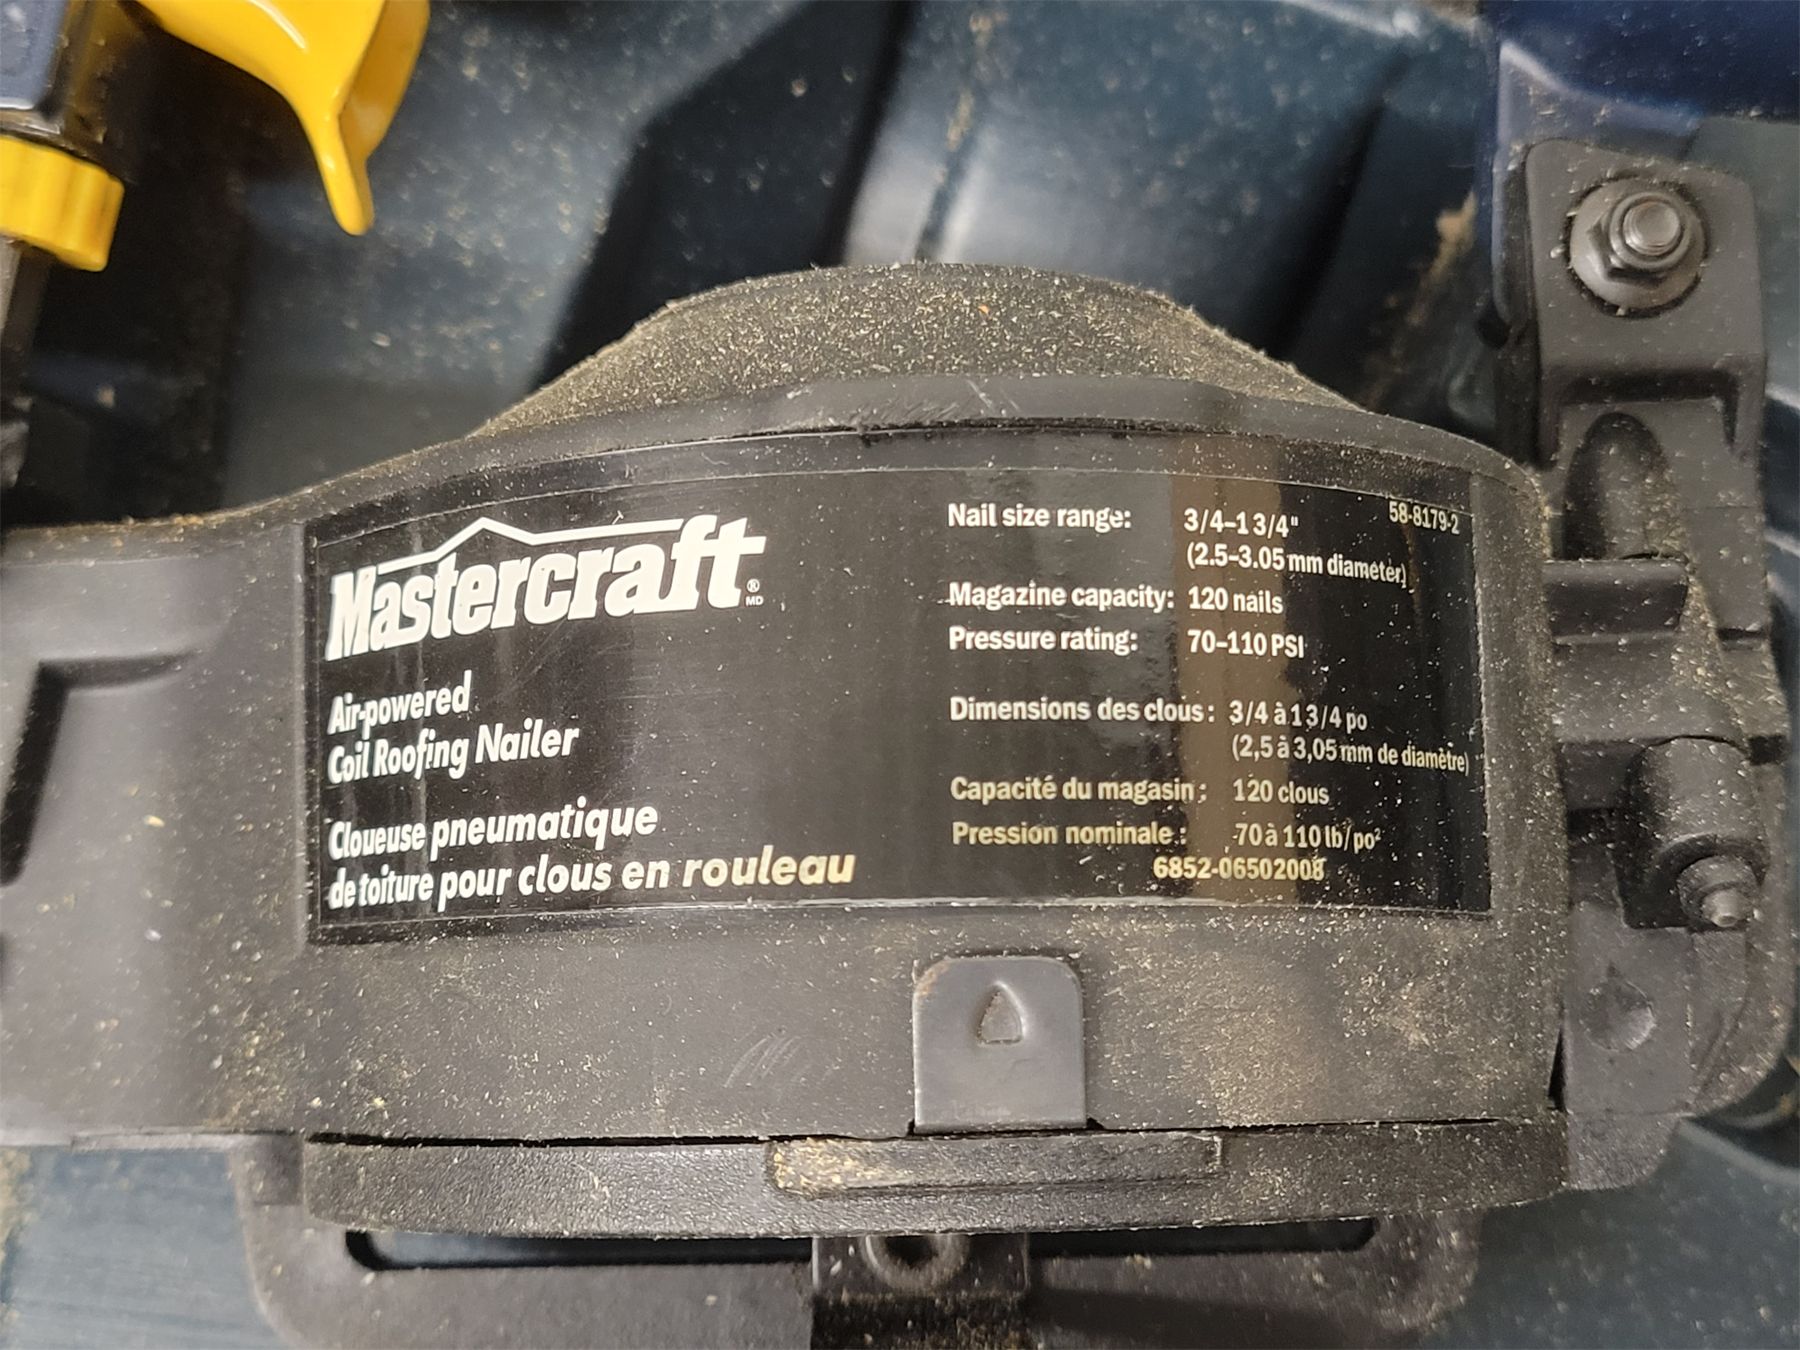 Mastercraft®
MD
Air-powered
Coil Roofing Nailer
Cloueuse pneumatique
de toiture pour clous en rouleau
58-8179-2
Nail size range: 3/4–1 3/4"
(2.5–3.05 mm diameter)
Magazine capacity: 120 nails
Pressure rating: 70–110 PSI
Dimensions des clous : 3/4 à 1 3/4 po
(2,5 à 3,05 mm de diamètre)
Capacité du magasin : 120 clous
Pression nominale : 70 à 110 lb/po²
6852-06502008